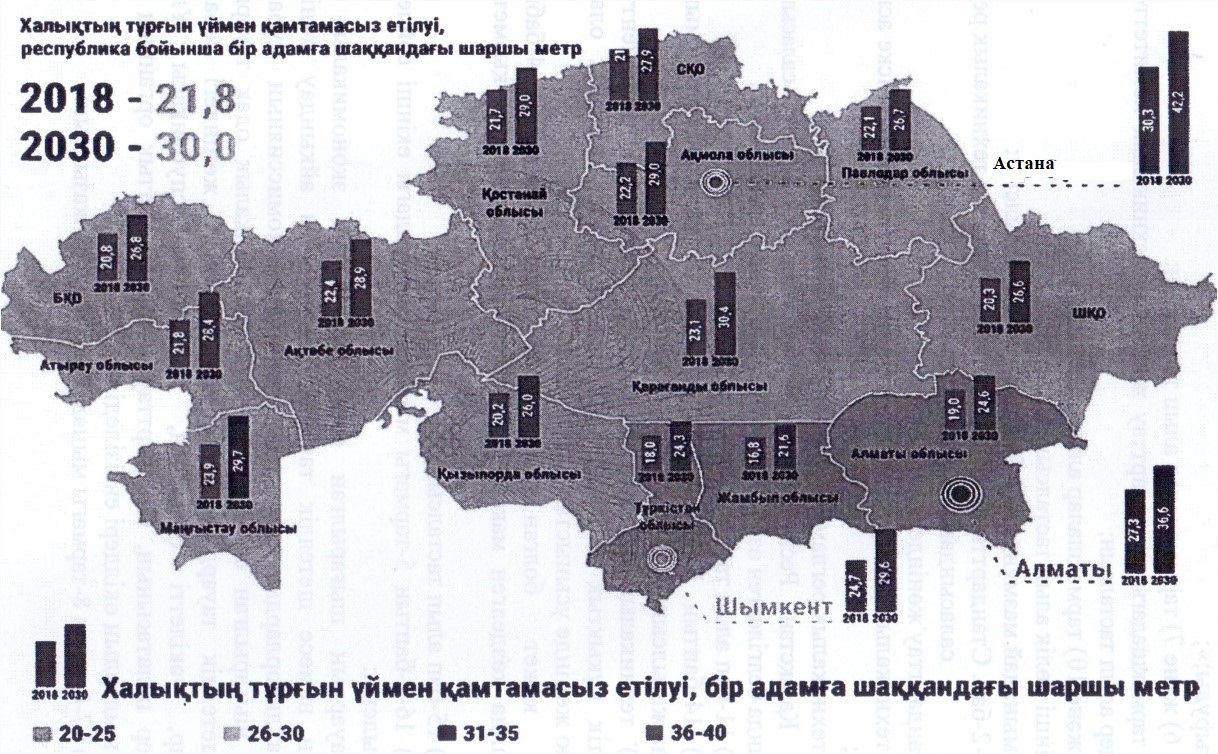 Халықтың тұрғын үймен қамтамасыз етілуі,
республика бойынша бір адамға шаққандағы шаршы метр
2018 - 21,8
2030 - 30,0
21 27,9
2018 2030
СҚО
21,7 29,0
2018 2030
Қостанай
облысы
22,2 29,0
2018 2030
Ақмола облысы
22,1 26,7
2018 2030
Павлодар облысы
Астана
30,3 42,2
2018 2030
20,8 26,8
2018 2030
БҚО
22,4 28,9
2018 2030
Ақтөбе облысы
21,8 28,4
2018 2030
Атырау облысы
23,1 30,4
2018 2030
Қарағанды облысы
20,3 26,6
2018 2030
ШҚО
20,2 26,0
2018 2030
Қызылорда облысы
18,0 24,3
2018 2030
Түркістан
облысы
16,8 21,6
2018 2030
Жамбыл облысы
19,0 24,6
2018 2030
Алматы облысы
23,9 29,7
2018 2030
Маңғыстау облысы
27,3 36,6
2018 2030
Алматы
24,7 29,6
2018 2030
Шымкент
2018 2030
Халықтың тұрғын үймен қамтамасыз етілуі, бір адамға шаққандағы шаршы метр
20-25 26-30 31-35 36-40